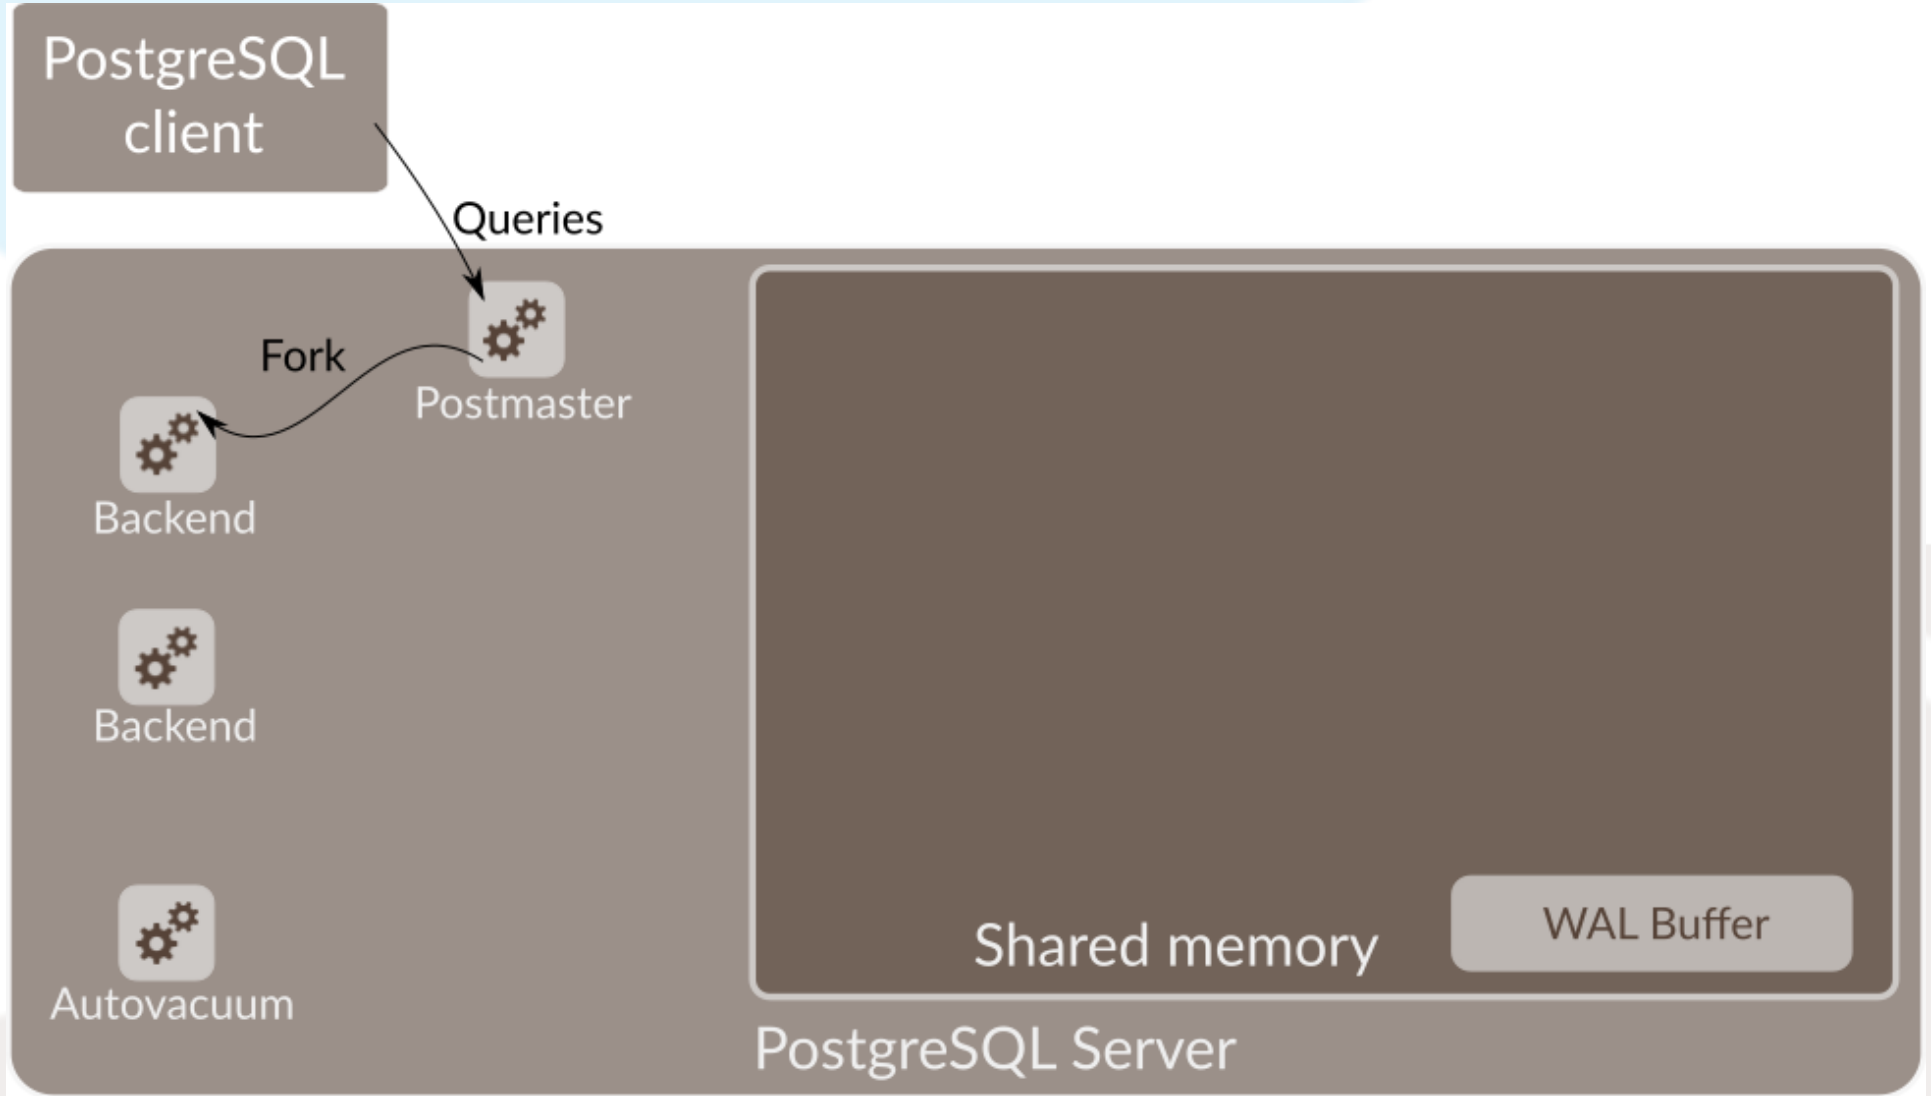 PostgreSQL
client
Queries
Fork
Postmaster
Backend
Backend
Autovacuum
Shared memory
WAL Buffer
PostgreSQL Server